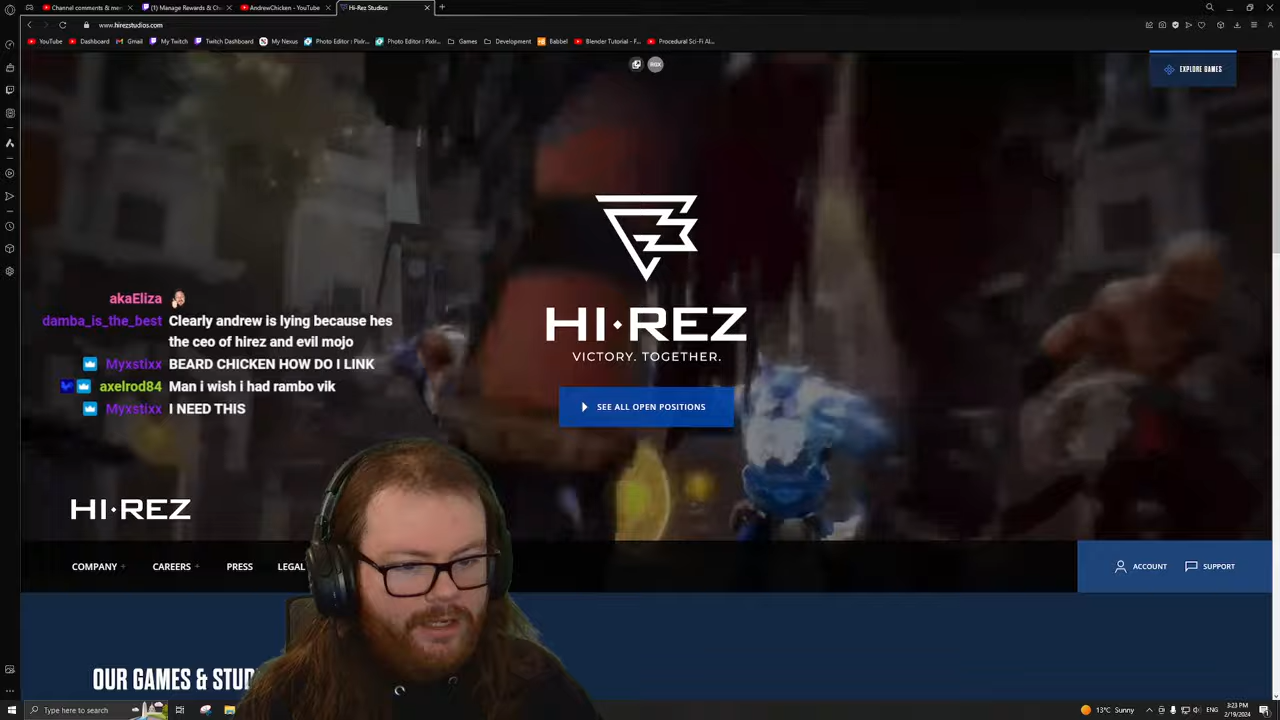 Channel comments & me
(1) Manage Rewards & Ch
AndrewChicken - YouTube
Hi-Rez Studios
www.hirezstudios.com
YouTube
Dashboard
Gmail
My Twitch
Twitch Dashboard
My Nexus
Photo Editor : Pixlr...
Photo Editor : Pixlr...
Games
Development
Babbel
Blender Tutorial - F...
Procedural Sci-Fi Al...
EXPLORE GAMES
HI·REZ
VICTORY. TOGETHER.
SEE ALL OPEN POSITIONS
akaEliza
damba_is_the_best Clearly andrew is lying because hes
the ceo of hirez and evil mojo
Myxstixx BEARD CHICKEN HOW DO I LINK
axelrod84 Man i wish i had rambo vik
Myxstixx I NEED THIS
HI·REZ
COMPANY +
CAREERS +
PRESS
LEGAL
ACCOUNT
SUPPORT
OUR GAMES & STUD
Type here to search
13°C Sunny
ENG
3:23 PM
2/19/2024